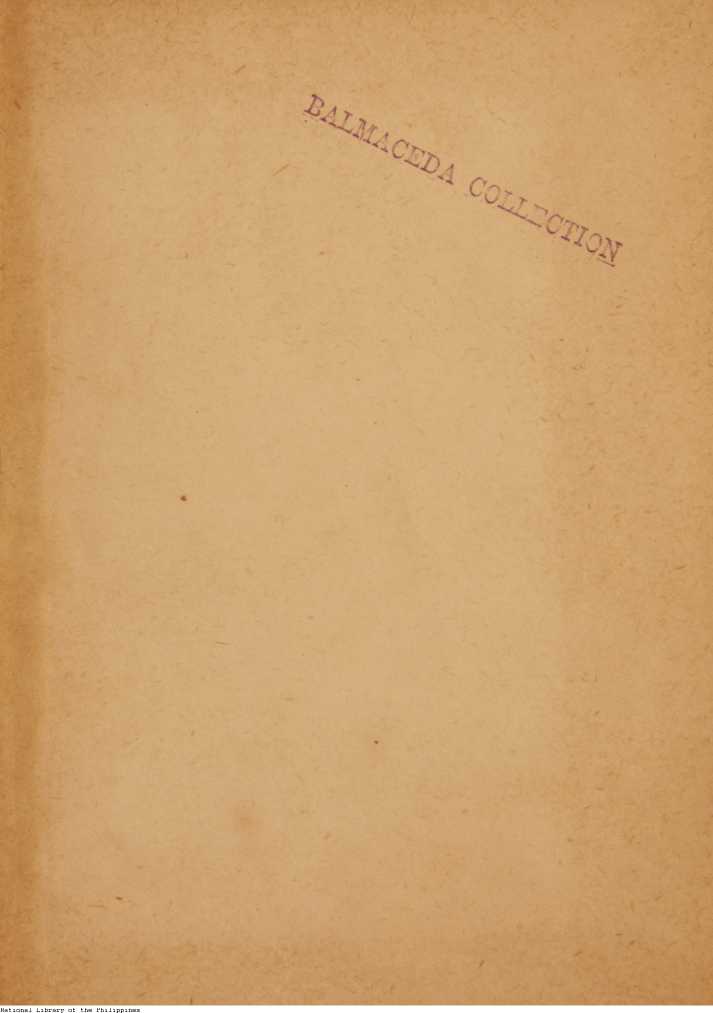 BALMACEDA COLLECTION
National Library of the Philippines